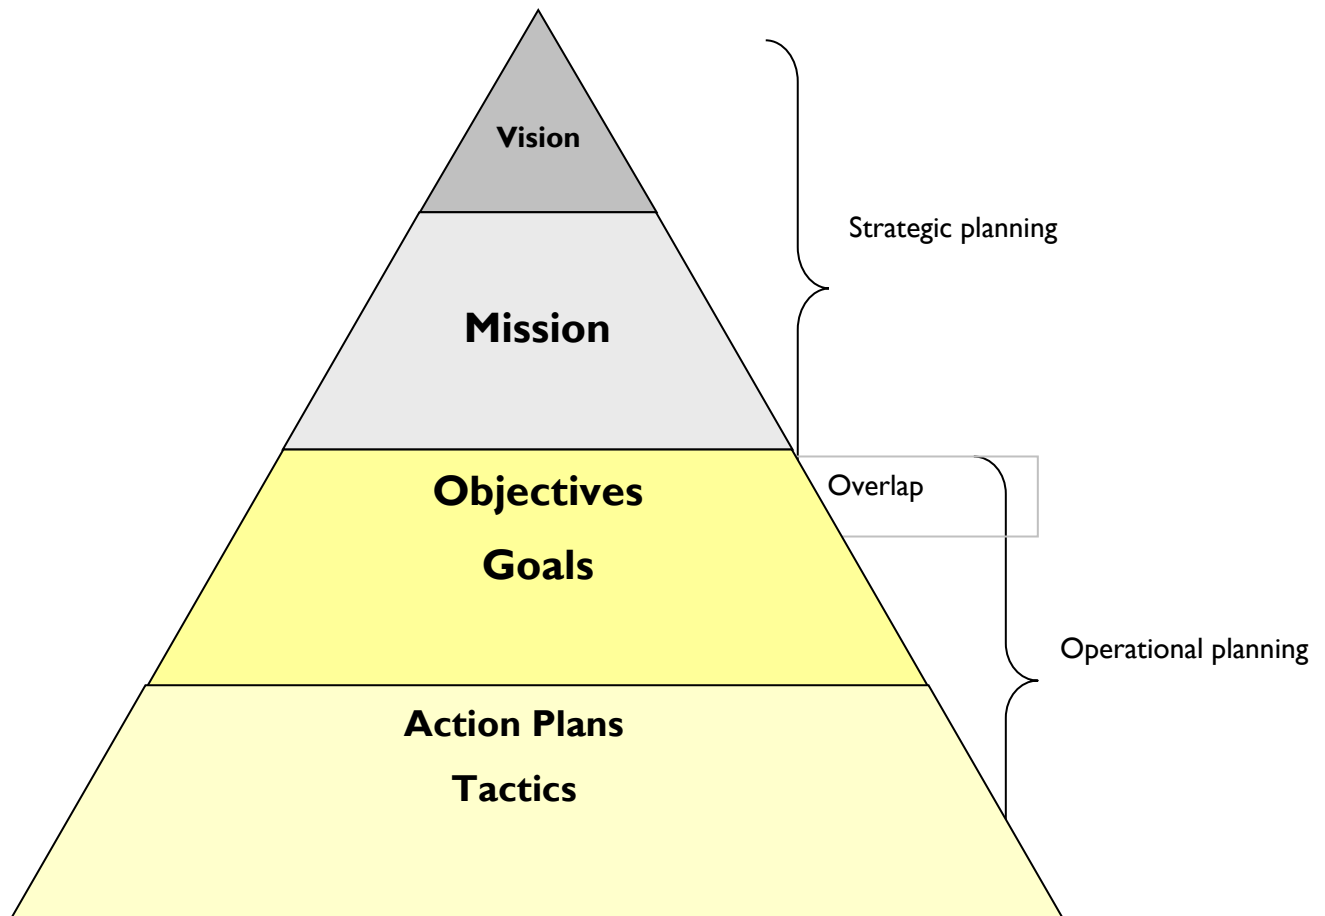 Vision
Strategic planning
Mission
Objectives
Overlap
Goals
Operational planning
Action Plans
Tactics